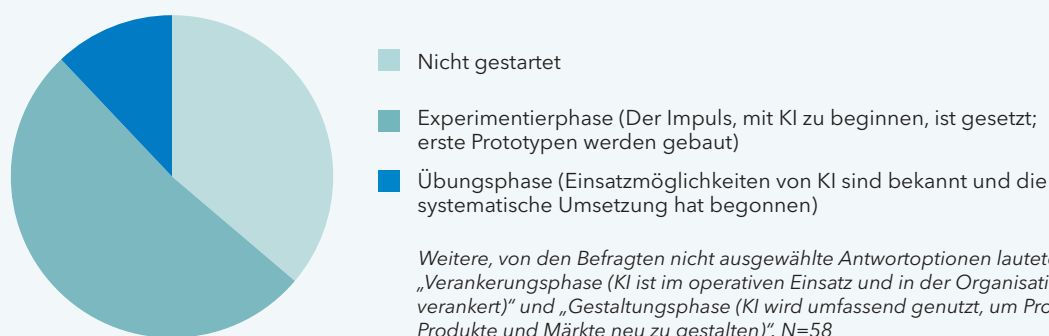 Nicht gestartet
Experimentierphase (Der Impuls, mit KI zu beginnen, ist gesetzt;
erste Prototypen werden gebaut)
Übungsphase (Einsatzmöglichkeiten von KI sind bekannt und die
systematische Umsetzung hat begonnen)
Weitere, von den Befragten nicht ausgewählte Antwortoptionen
„Verankerungsphase (KI ist im operativen Einsatz und in der
verankert)“ und „Gestaltungsphase (KI wird umfassend genutzt, um
Produkte und Märkte neu zu gestalten)“. N=58